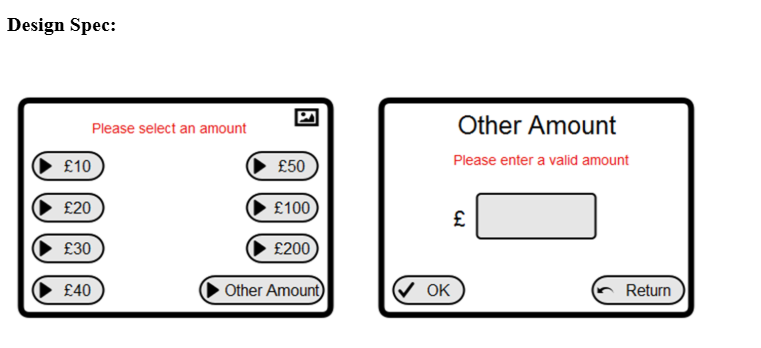 Design Spec:
Please select an amount
£10
£50
£20
£100
£30
£200
£40
Other Amount
Other Amount
Please enter a valid amount
£
OK
Return